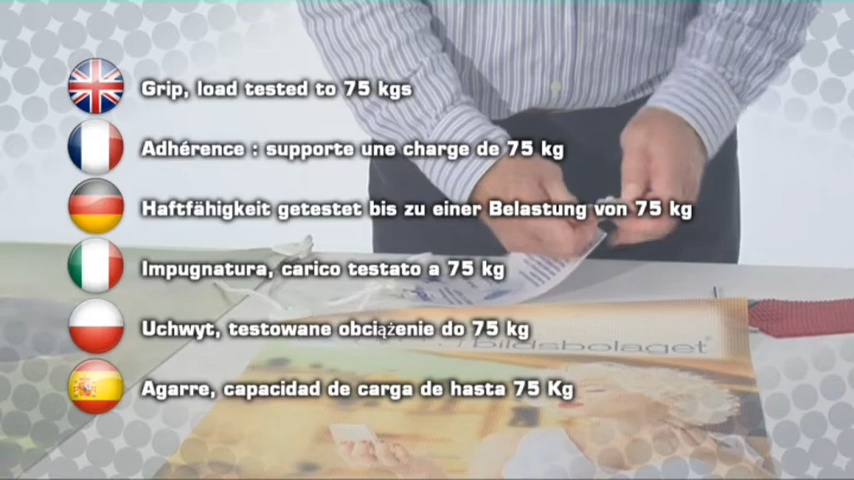 Grip, load tested to 75 kgs
Adhérence : supporte une charge de 75 kg
Haftfähigkeit getestet bis zu einer Belastung von 75 kg
Impugnatura, carico testato a 75 kg
Uchwyt, testowane obciążenie do 75 kg
bildsbolaget®
Agarre, capacidad de carga de hasta 75 Kg